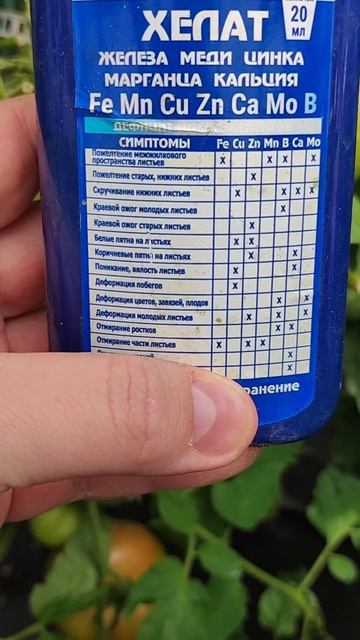 20
МЛ
ХЕЛАТ
ЖЕЛЕЗА МЕДИ ЦИНКА
МАРГАНЦА КАЛЬЦИЯ
Fe Mn Cu Zn Ca Mo B
ДЕФИЦИТ
СИМПТОМЫ Fe Cu Zn Mn B Ca Mo
Пожелтение межжилкового
пространства листьев X X X X
Пожелтение старых, нижних листьев X
Скручивание нижних листьев X X X X
Краевой ожог молодых листьев X
Краевой ожог старых листьев X
Белые пятна на листьях X X
Коричневые пятна на листьях X X
Поникание, вялость листьев X X
Деформация побегов X
Деформация цветов, завязей, плодов X X
Деформация молодых листьев X X X
Отмирание ростков X X
Отмирание части листьев X X X X
X
X
ранение